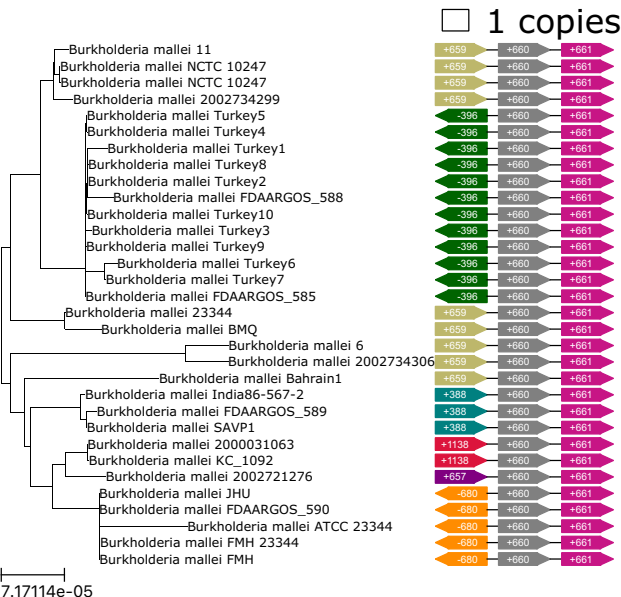 1 copies
Burkholderia mallei 11 +659 +660 +661
Burkholderia mallei NCTC 10247 +659 +660 +661
Burkholderia mallei NCTC 10247 +659 +660 +661
Burkholderia mallei 2002734299 +659 +660 +661
Burkholderia mallei Turkey5 -396 +660 +661
Burkholderia mallei Turkey4 -396 +660 +661
Burkholderia mallei Turkey1 -396 +660 +661
Burkholderia mallei Turkey8 -396 +660 +661
Burkholderia mallei Turkey2 -396 +660 +661
Burkholderia mallei FDAARGOS_588 -396 +660 +661
Burkholderia mallei Turkey10 -396 +660 +661
Burkholderia mallei Turkey3 -396 +660 +661
Burkholderia mallei Turkey9 -396 +660 +661
Burkholderia mallei Turkey6 -396 +660 +661
Burkholderia mallei Turkey7 -396 +660 +661
Burkholderia mallei FDAARGOS_585 -396 +660 +661
Burkholderia mallei 23344 +659 +660 +661
Burkholderia mallei BMQ +659 +660 +661
Burkholderia mallei 6 +659 +660 +661
Burkholderia mallei 2002734306 +659 +660 +661
Burkholderia mallei Bahrain1 +659 +660 +661
Burkholderia mallei India86-567-2 +388 +660 +661
Burkholderia mallei FDAARGOS_589 +388 +660 +661
Burkholderia mallei SAVP1 +388 +660 +661
Burkholderia mallei 2000031063 +1138 +660 +661
Burkholderia mallei KC_1092 +1138 +660 +661
Burkholderia mallei 2002721276 +657 +660 +661
Burkholderia mallei JHU -680 +660 +661
Burkholderia mallei FDAARGOS_590 -680 +660 +661
Burkholderia mallei ATCC 23344 -680 +660 +661
Burkholderia mallei FMH 23344 -680 +660 +661
Burkholderia mallei FMH -680 +660 +661
7.17114e-05